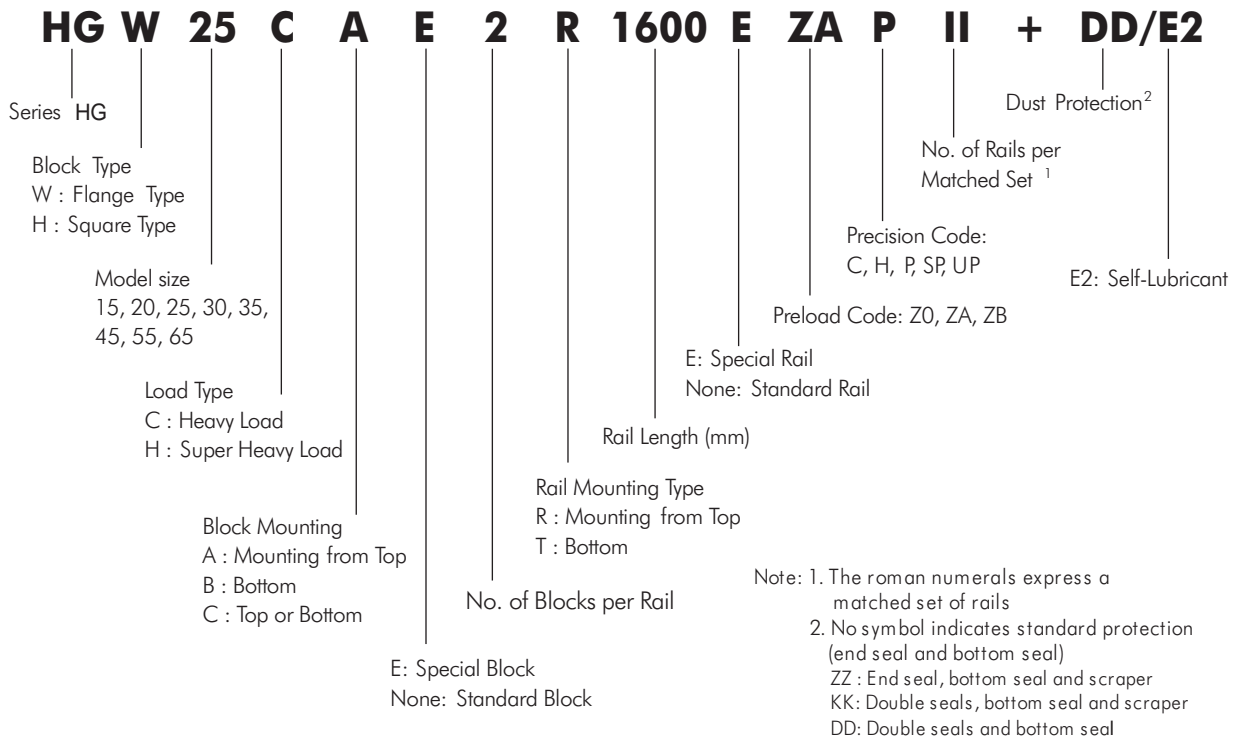 HG W 25 C A E 2 R 1600 E ZA P II + DD/E2
Series HG
Block Type
W : Flange Type
H : Square Type
Model size
15, 20, 25, 30, 35,
45, 55, 65
Load Type
C : Heavy Load
H : Super Heavy Load
Block Mounting
A : Mounting from Top
B : Bottom
C : Top or Bottom
E: Special Block
None: Standard Block
No. of Blocks per Rail
Rail Mounting Type
R : Mounting from Top
T : Bottom
Rail Length (mm)
E: Special Rail
None: Standard Rail
Preload Code: Z0, ZA, ZB
Precision Code:
C, H, P, SP, UP
No. of Rails per
Matched Set 1
Dust Protection2
E2: Self-Lubricant
Note: 1. The roman numerals express a
matched set of rails
2. No symbol indicates standard protection
(end seal and bottom seal)
ZZ : End seal, bottom seal and scraper
KK: Double seals, bottom seal and scraper
DD: Double seals and bottom seal